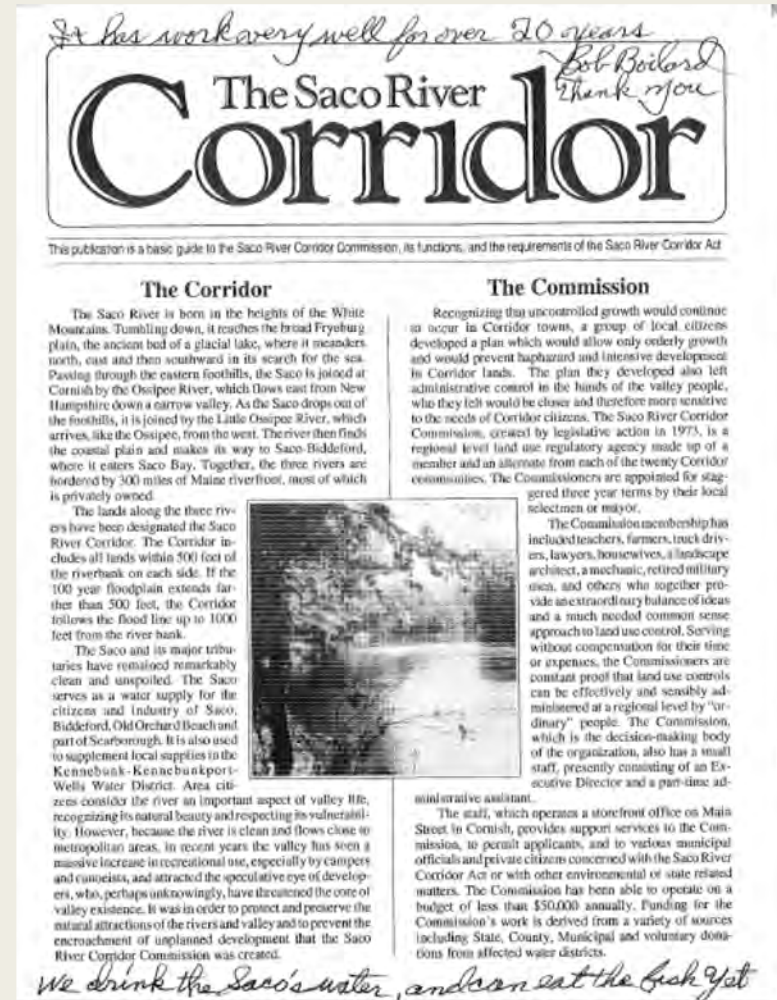 It has work very well for over 20 years
Bob Boilard
Thank you
The Saco River
Corridor
This publication is a basic guide to the Saco River Corridor Commission, its functions, and the requirements of the Saco River Corridor Act
The Corridor
The Saco River is born in the heights of the White
Mountains. Tumbling down, it reaches the broad Fryeburg
plain, the ancient bed of a glacial lake, where it meanders
north, east and then southward in its search for the sea.
Passing through the eastern foothills, the Saco is joined at
Cornish by the Ossipee River, which flows east from New
Hampshire down a narrow valley. As the Saco drops out of
the foothills, it is joined by the Little Ossipee River, which
arrives, like the Ossipee, from the west. The river then finds
the coastal plain and makes its way to Saco-Biddeford,
where it enters Saco Bay. Together, the three rivers are
bordered by 300 miles of Maine riverfront, most of which
is privately owned.
The lands along the three riv-
ers have been designated the Saco
River Corridor. The Corridor in-
cludes all lands within 500 feet of
the riverbank on each side. If the
100 year floodplain extends far-
ther than 500 feet, the Corridor
follows the flood line up to 1000
feet from the river bank.
The Saco and its major tribu-
taries have remained remarkably
clean and unspoiled. The Saco
serves as a water supply for the
citizens and industry of Saco,
Biddeford, Old Orchard Beach and
part of Scarborough. It is also used
to supplement local supplies in the
Kennebunk-Kennebunkport-
Wells Water District. Area citi-
zens consider the river an important aspect of valley life,
recognizing its natural beauty and respecting its vulnerabil-
ity. However, because the river is clean and flows close to
metropolitan areas, in recent years the valley has seen a
massive increase in recreational use, especially by campers
and canoeists, and attracted the speculative eye of develop-
ers, who, perhaps unknowingly, have threatened the core of
valley existence. It was in order to protect and preserve the
natural attractions of the rivers and valley and to prevent the
encroachment of unplanned development that the Saco
River Corridor Commission was created.
The Commission
Recognizing that uncontrolled growth would continue
to occur in Corridor towns, a group of local citizens
developed a plan which would allow only orderly growth
and would prevent haphazard and intensive development
in Corridor lands. The plan they developed also left
administrative control in the hands of the valley people,
who they felt would be closer and therefore more sensitive
to the needs of Corridor citizens. The Saco River Corridor
Commission, created by legislative action in 1973, is a
regional level land use regulatory agency made up of a
member and an alternate from each of the twenty Corridor
communities. The Commissioners are appointed for stag-
gered three year terms by their local
selectmen or mayor.
The Commission membership has
included teachers, farmers, truck driv-
ers, lawyers, housewives, a landscape
architect, a mechanic, retired military
men, and others who together pro-
vide an extraordinary balance of ideas
and a much needed common sense
approach to land use control. Serving
without compensation for their time
or expenses, the Commissioners are
constant proof that land use controls
can be effectively and sensibly ad-
ministered at a regional level by "or-
dinary" people. The Commission,
which is the decision-making body
of the organization, also has a small
staff, presently consisting of an Ex-
ecutive Director and a part-time ad-
ministrative assistant.
The staff, which operates a storefront office on Main
Street in Cornish, provides support services to the Com-
mission, to permit applicants, and to various municipal
officials and private citizens concerned with the Saco River
Corridor Act or with other environmental or state related
matters. The Commission has been able to operate on a
budget of less than $50,000 annually. Funding for the
Commission's work is derived from a variety of sources
including State, County, Municipal and voluntary dona-
tions from affected water districts.
We drink the Saco's water, and can eat the fish yet